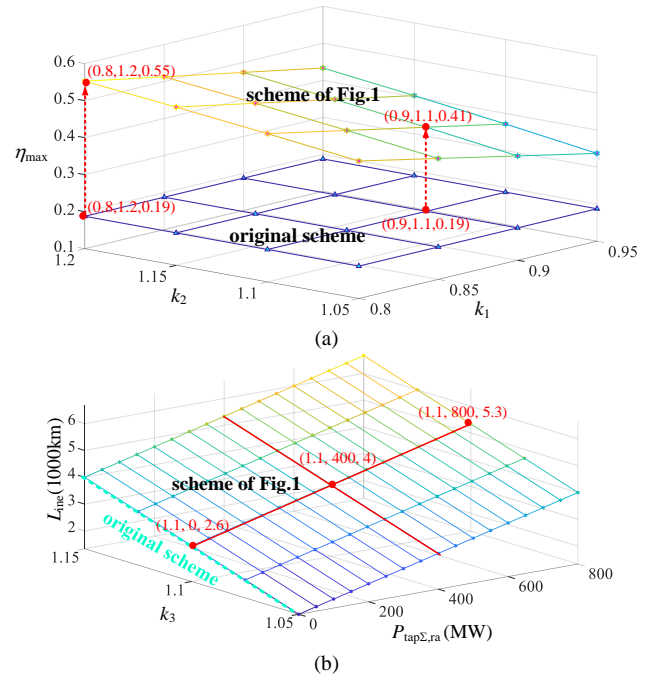 0.6
(0.8,1.2,0.55)
0.5
scheme of Fig.1
(0.9,1.1,0.41)
0.4
ηmax
0.3
0.2
(0.8,1.2,0.19)
original scheme
(0.9,1.1,0.19)
0.1
1.2
1.15
1.1
1.05
k2
0.8
0.85
0.9
0.95
k1
(a)
6
5
4
3
2
Line(1000km)
(1.1, 800, 5.3)
(1.1, 400, 4)
scheme of Fig.1
(1.1, 0, 2.6)
original scheme
1.15
1.1
1.05
k3
0
200
400
600
800
PtapΣ,ra(MW)
(b)